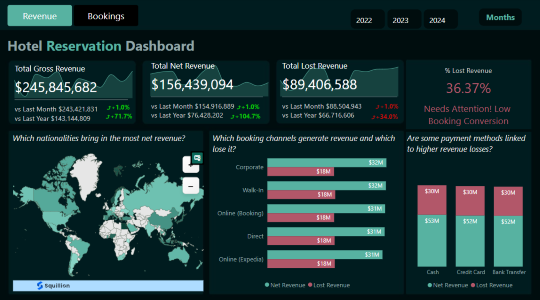 Revenue
Bookings
2022
2023
2024
Months
Hotel Reservation Dashboard
Total Gross Revenue
$245,845,682
vs Last Month $243,421,831
1.0%
vs Last Year $143,144,809
71.7%
Total Net Revenue
$156,439,094
vs Last Month $154,916,889
1.0%
vs Last Year $76,428,202
104.7%
Total Lost Revenue
$89,406,588
vs Last Month $88,504,943
1.0%
vs Last Year $66,716,606
34.0%
% Lost Revenue
36.37%
Needs Attention! Low
Booking Conversion
Which nationalities bring in the most net revenue?
Squillion
Which booking channels generate revenue and which
lose it?
Corporate
$32M
$18M
Walk-In
$32M
$18M
Online (Booking)
$31M
$18M
Direct
$31M
$18M
Online (Expedia)
$31M
$18M
Net Revenue
Lost Revenue
Are some payment methods linked
to higher revenue losses?
$30M
$30M
$30M
$53M
$52M
$52M
Cash
Credit Card
Bank Transfer
Net Revenue
Lost Revenue